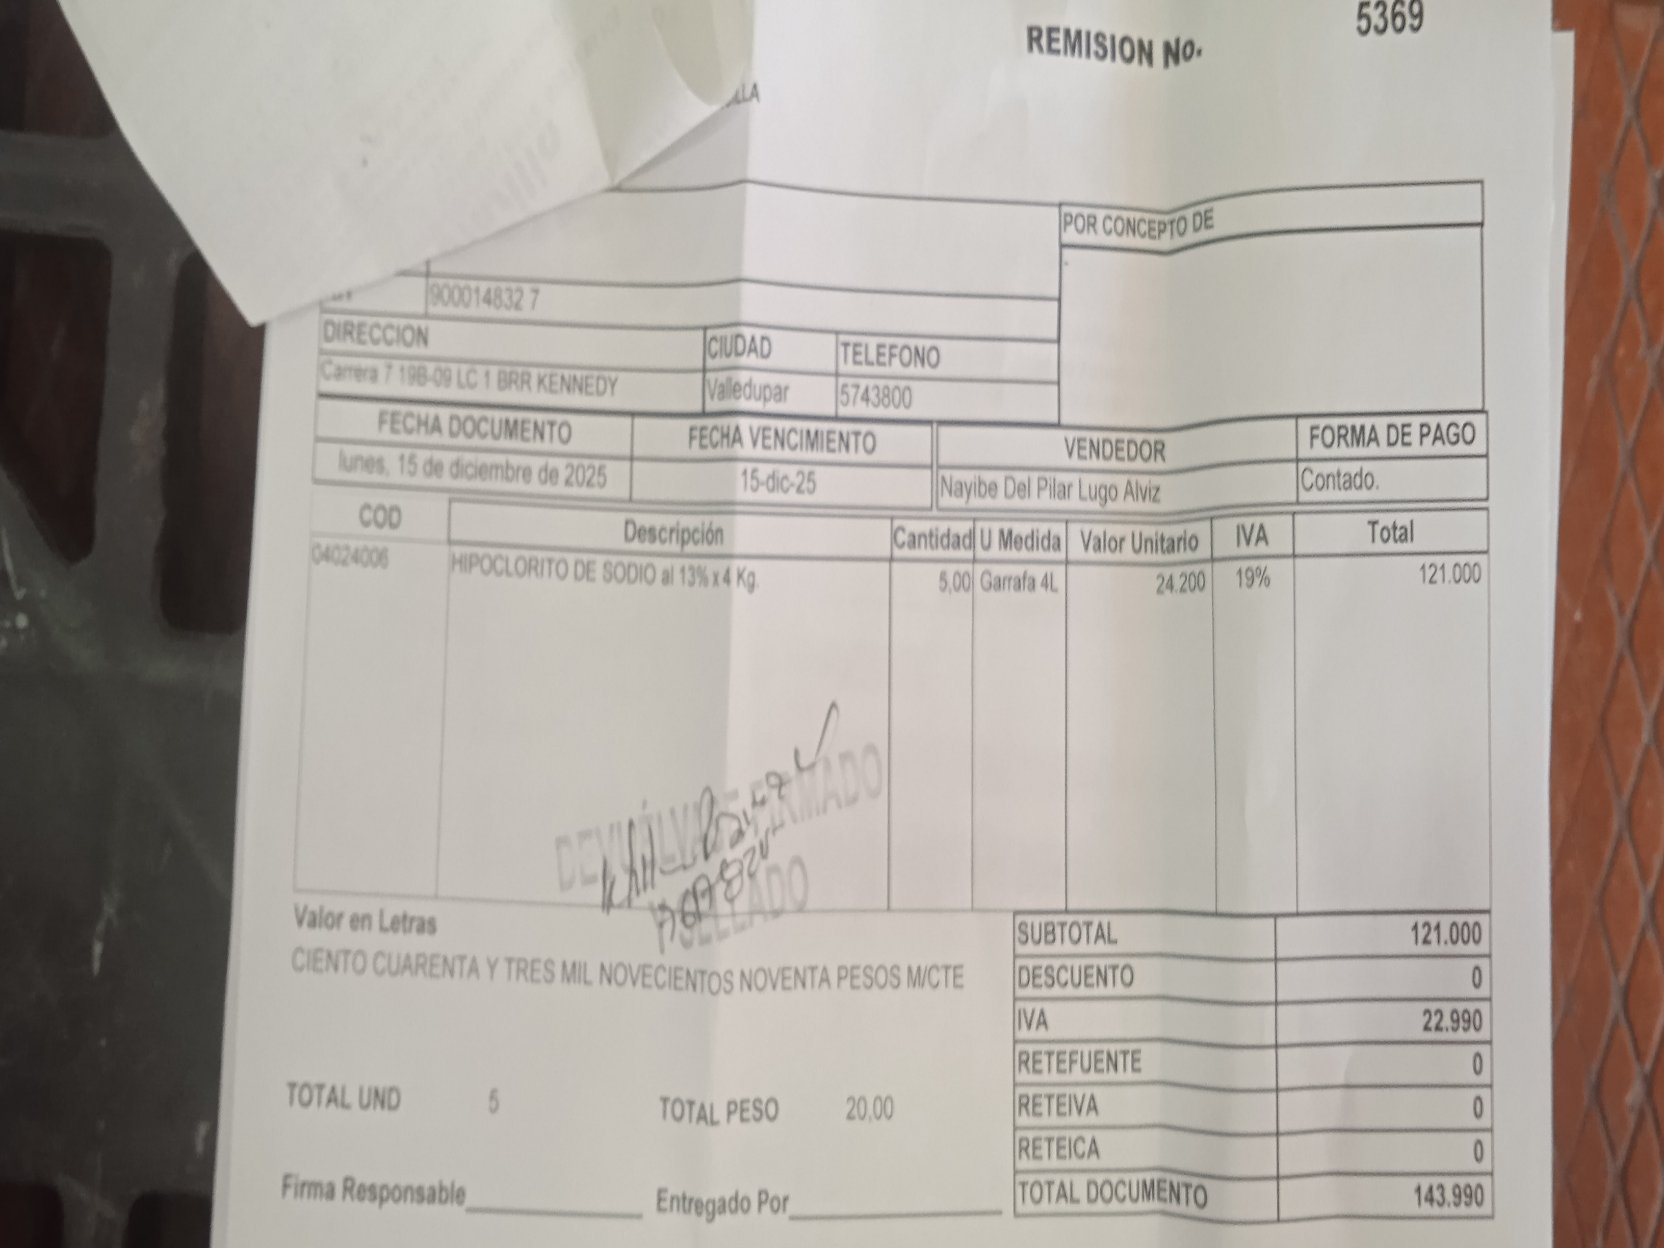 REMISION No. 5369
LLA
POR CONCEPTO DE
900014832 7
DIRECCION CIUDAD TELEFONO
Carrera 7 19B-09 LC 1 BRR KENNEDY Valledupar 5743800
FECHA DOCUMENTO FECHA VENCIMIENTO VENDEDOR FORMA DE PAGO
lunes, 15 de diciembre de 2025 15-dic-25 Nayibe Del Pilar Lugo Alviz Contado.
COD Descripción Cantidad U Medida Valor Unitario IVA Total
04024006 HIPOCLORITO DE SODIO al 13% x 4 Kg. 5,00 Garrafa 4L 24.200 19% 121.000
DEVUÉLVASE FIRMADO
Y SELLADO
Valor en Letras
CIENTO CUARENTA Y TRES MIL NOVECIENTOS NOVENTA PESOS M/CTE
SUBTOTAL 121.000
DESCUENTO 0
IVA 22.990
RETEFUENTE 0
TOTAL UND 5 TOTAL PESO 20,00 RETEIVA 0
RETEICA 0
Firma Responsable Entregado Por TOTAL DOCUMENTO 143.990